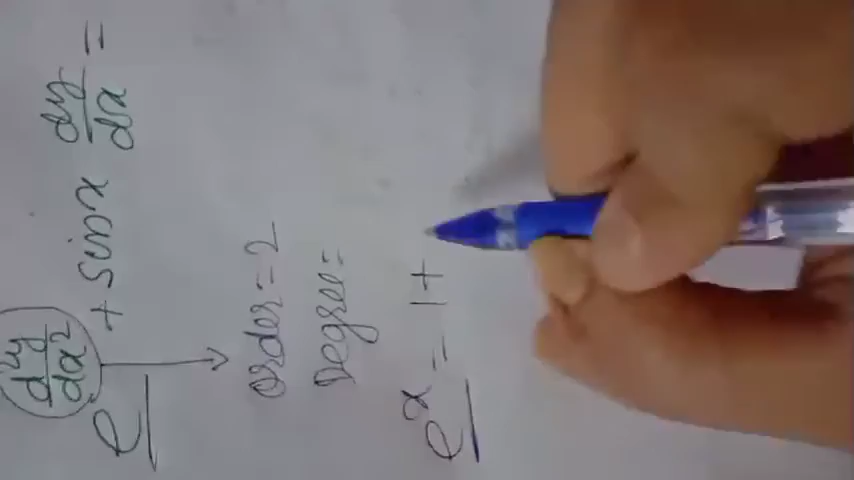 e^(d²y/dx²) + sinx dy/dx =
order = 2
Degree =
e^x = 1 +